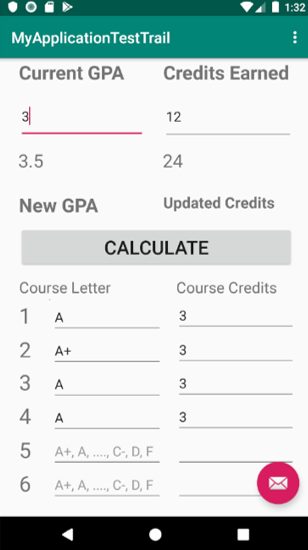 1:32
MyApplicationTestTrail
Current GPA Credits Earned
3 12
3.5 24
New GPA Updated Credits
CALCULATE
Course Letter Course Credits
1 A 3
2 A+ 3
3 A 3
4 A 3
5 A+, A, ...., C-, D, F
6 A+, A, ...., C-, D, F